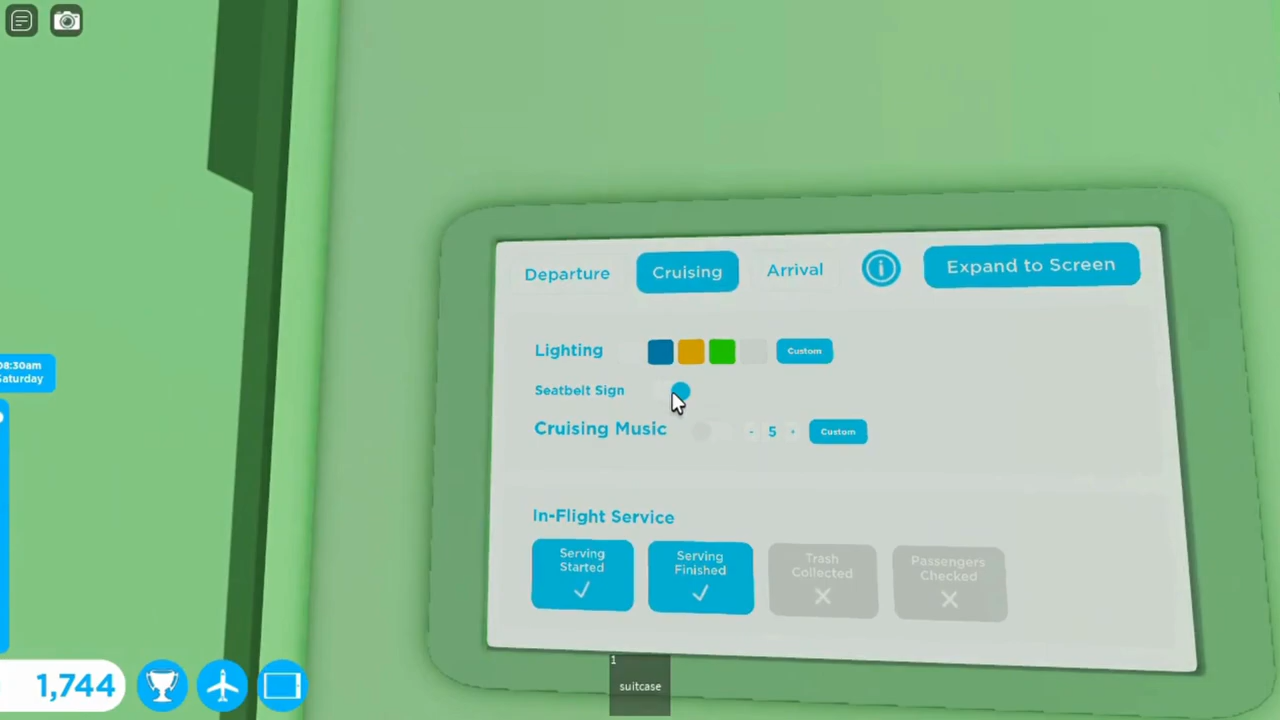 Departure
Cruising
Arrival
Expand to Screen
Lighting
Custom
Seatbelt Sign
Cruising Music
- 5 +
Custom
08:30am
Saturday
In-Flight Service
Serving
Started
Serving
Finished
Trash
Collected
Passengers
Checked
1,744
1
suitcase